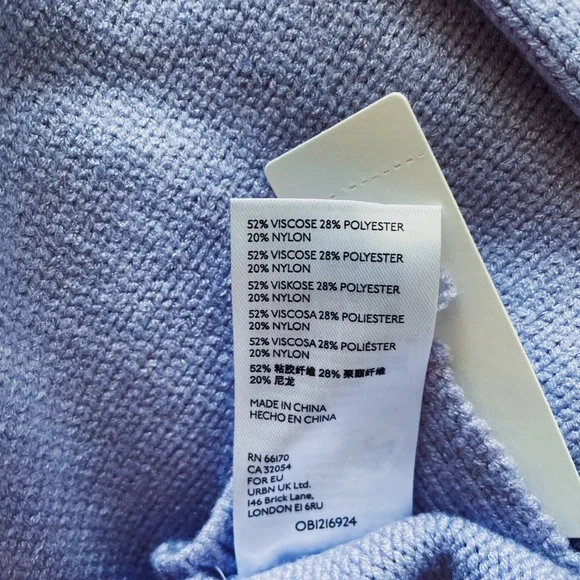 52% VISCOSE 28% POLYESTER
20% NYLON
52% VISCOSE 28% POLYESTER
20% NYLON
52% VISKOSE 28% POLYESTER
20% NYLON
52% VISCOSA 28% POLIESTERE
20% NYLON
52% VISCOSA 28% POLIÉSTER
20% NYLON
52% 粘胶纤维 28% 聚酯纤维
20% 尼龙
MADE IN CHINA
HECHO EN CHINA
RN 66170
CA 32054
FOR EU
URBN UK Ltd.
146 Brick Lane,
LONDON E1 6RU
OB1216924